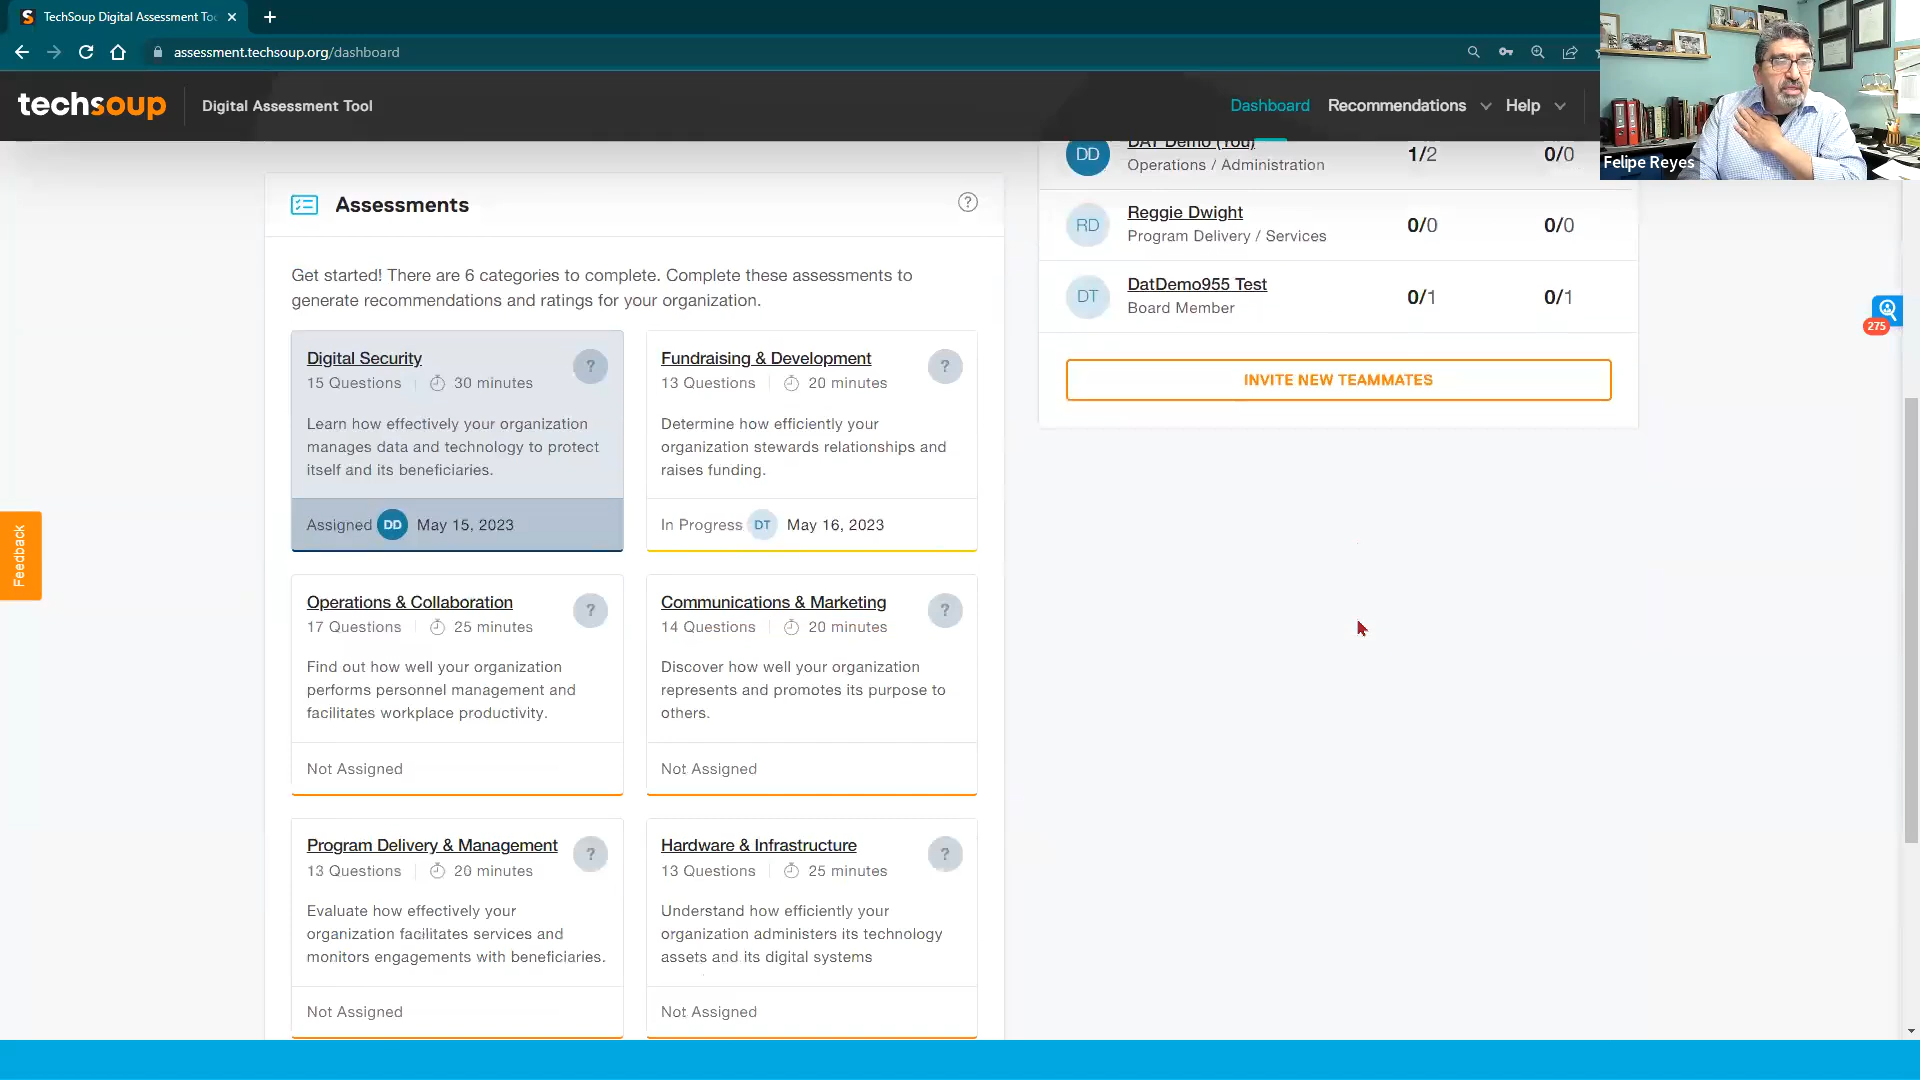 TechSoup Digital Assessment Too
assessment.techsoup.org/dashboard
techsoup
Digital Assessment Tool
Dashboard
Recommendations
Help
Felipe Reyes
Assessments
?
Get started! There are 6 categories to complete. Complete these assessments to
generate recommendations and ratings for your organization.
Digital Security
?
15 Questions
30 minutes
Learn how effectively your organization
manages data and technology to protect
itself and its beneficiaries.
Assigned DD May 15, 2023
Fundraising & Development
?
13 Questions
20 minutes
Determine how efficiently your
organization stewards relationships and
raises funding.
In Progress DT May 16, 2023
Operations & Collaboration
?
17 Questions
25 minutes
Find out how well your organization
performs personnel management and
facilitates workplace productivity.
Not Assigned
Communications & Marketing
?
14 Questions
20 minutes
Discover how well your organization
represents and promotes its purpose to
others.
Not Assigned
Program Delivery & Management
?
13 Questions
20 minutes
Evaluate how effectively your
organization facilitates services and
monitors engagements with beneficiaries.
Not Assigned
Hardware & Infrastructure
?
13 Questions
25 minutes
Understand how efficiently your
organization administers its technology
assets and its digital systems
Not Assigned
DD
DAT Demo (You)
Operations / Administration
1/2
0/0
RD
Reggie Dwight
Program Delivery / Services
0/0
0/0
DT
DatDemo955 Test
Board Member
0/1
0/1
INVITE NEW TEAMMATES
275
Feedback